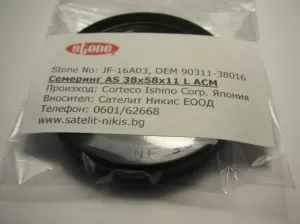 stone
Stone No: JF-16A03, OEM 90311-38016
Семеринг AS 38x58x11 L ACM
Произход: Corteco Ishino Corp. Япония
Вносител: Сателит Никис ЕООД
Телефон: 0601/62668
www.satelit-nikis.bg